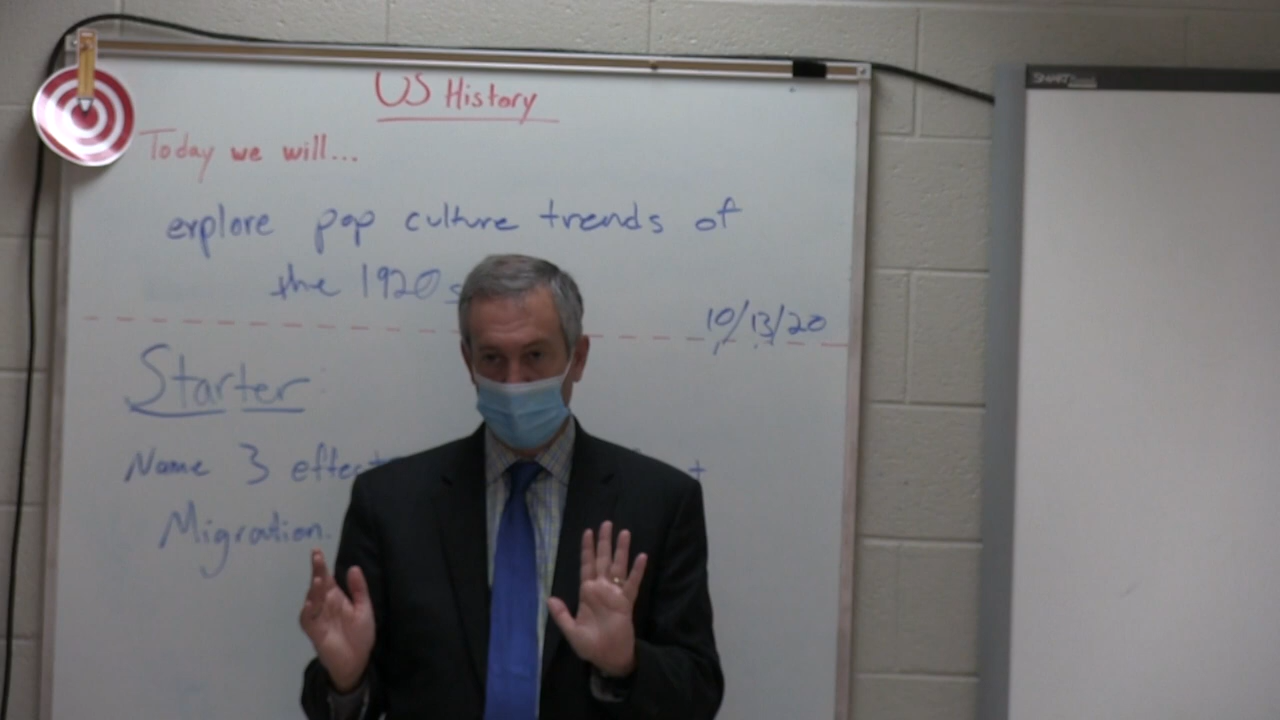 US History
Today we will...
explore pop culture trends of
the 1920s
10/13/20
Starter
Name 3 effects
Migration.
SMART